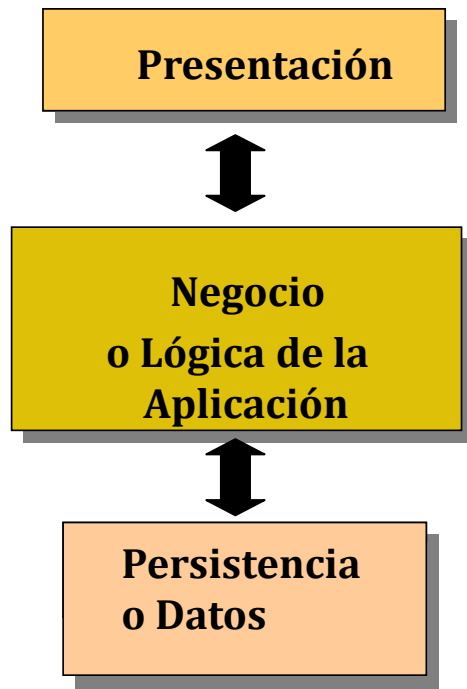 Presentación
Negocio
o Lógica de la
Aplicación
Persistencia
o Datos